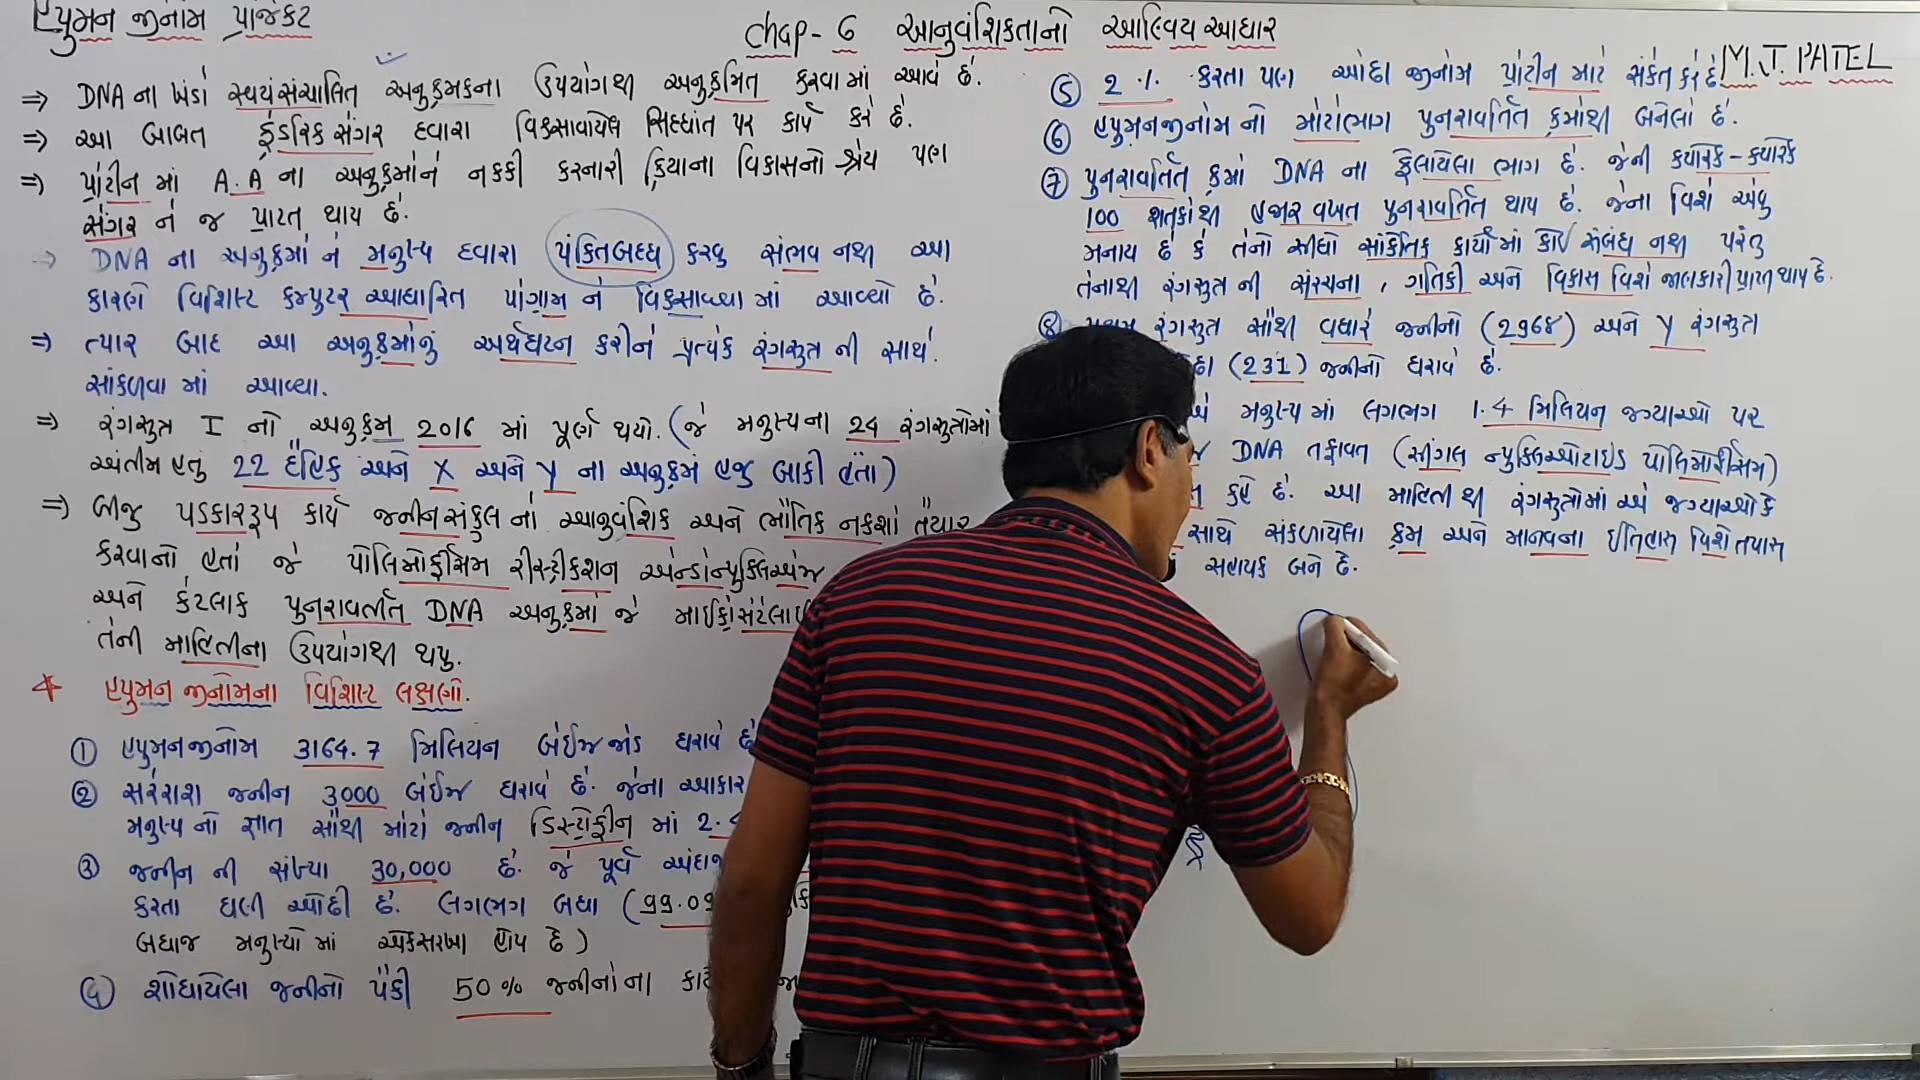 હ્યુમન જીનોમ પ્રોજેક્ટ
Chap - 6 આનુવંશિકતાનો આણ્વિય આધાર
M.J. PATEL
⇒ DNA ના ખંડો સ્વયંસંચાલિત અનુક્રમકના ઉપયોગથી અનુક્રમિત કરવામાં આવે છે.
⇒ આ બાબત ફ્રેડરિક સેંગર દ્વારા વિકસાવાયેલ સિધ્ધાંત પર કાર્ય કરે છે.
⇒ પ્રોટીન માં A.A ના અનુક્રમોને નક્કી કરનારી ક્રિયાના વિકાસનો શ્રેય પણ
સેંગર ને જ પ્રાપ્ત થાય છે.
→ DNA ના અનુક્રમો ને મનુષ્ય દ્વારા પંક્તિબધ્ધ કરવુ સંભવ નથી આ
કારણે વિશિષ્ટ કમ્પુટર આધારિત પ્રોગ્રામ ને વિકસાવ્વા માં આવ્યો છે.
⇒ ત્યાર બાદ આ અનુક્રમોનું અર્થઘટન કરીને પ્રત્યેક રંગસુત્ર ની સાથે.
સાંકળવા માં આવ્યા.
⇒ રંગસુત્ર I નો અનુક્રમ 2016 માં પૂર્ણ થયો. (જે મનુષ્યના 24 રંગસુત્રોમાં
અંતીમ હતું 22 દૈહિક અને X અને Y ના અનુક્રમ હજુ બાકી હતા)
⇒ બીજુ પડકારરૂપ કાર્ય જનીનસંકુલ નો આનુવંશિક અને ભૌતિક નકશો તૈયાર
કરવાનો હતો જે પોલિમોર્ફીસમ રીસ્ટ્રીકશન એન્ડોન્યુક્લિએઝ
અને કેટલાક પુનરાવર્તીત DNA અનુક્રમો જે
તેની માહિતીના ઉપયોગથી થયુ.
* હ્યુમન જીનોમના વિશિષ્ટ લક્ષણો.
① હ્યુમનજીનોમ 3164.7 મિલિયન બેઈઝ જોડ ધરાવે છે
② સરેરાશ જનીન 3000 બેઈઝ ધરાવે છે. જેના આકાર
મનુષ્ય નો જ્ઞાત સૌથી મોટો જનીન ડિસ્ટ્રોફીન માં 2.
③ જનીન ની સંખ્યા 30,000 છે. જે પૂર્વ
કરતા ઘણી ઓછી છે. લગભગ બધા (99.09
બધાજ મનુષ્યો માં એકસરખા હોય છે)
④ શોધાયેલા જનીનો પૈકી 50% જનીનોના
⑤ 2 % કરતા પણ ઓછા જીનોમ પ્રોટીન માટે સંકેત કરે છે
⑥ હ્યુમનજીનોમ નો મોટોભાગ પુનરાવર્તિત ક્રમોથી બનેલો છે.
⑦ પુનરાવર્તિત ક્રમો DNA ના ફેલાયેલા ભાગ છે. જેની ક્યારેક-ક્યારેક
100 શતકોથી હજાર વખત પુનરાવર્તિત થાય છે. જેના વિશે એવુ
મનાય છે કે તેનો સીધો સાંકેતિક કાર્યોમાં કોઈ સંબંધ નથી પરંતુ
તેનાથી રંગસુત્ર ની સંરચના, ગતિકી અને વિકાસ વિશે જાણકારી પ્રાપ્ત થાય છે.
⑧ પ્રથમ રંગસુત્ર સૌથી વધારે જનીનો (2968) અને Y રંગસુત્ર
(231) જનીનો ધરાવે છે.
મનુષ્ય માં લગભગ 1.4 મિલિયન જગ્યાઓ પર
DNA તફાવત (સીંગલ ન્યુક્લિઓટાઇડ પોલિમોર્ફીસમ)
કહે છે. આ માહિતી થી રંગસુત્રોમાં એ જગ્યાઓ કે
સાથે સંકળાયેલા ક્રમ અને માનવના ઈતિહાસ વિશે તપાસ
સહાયક બને છે.